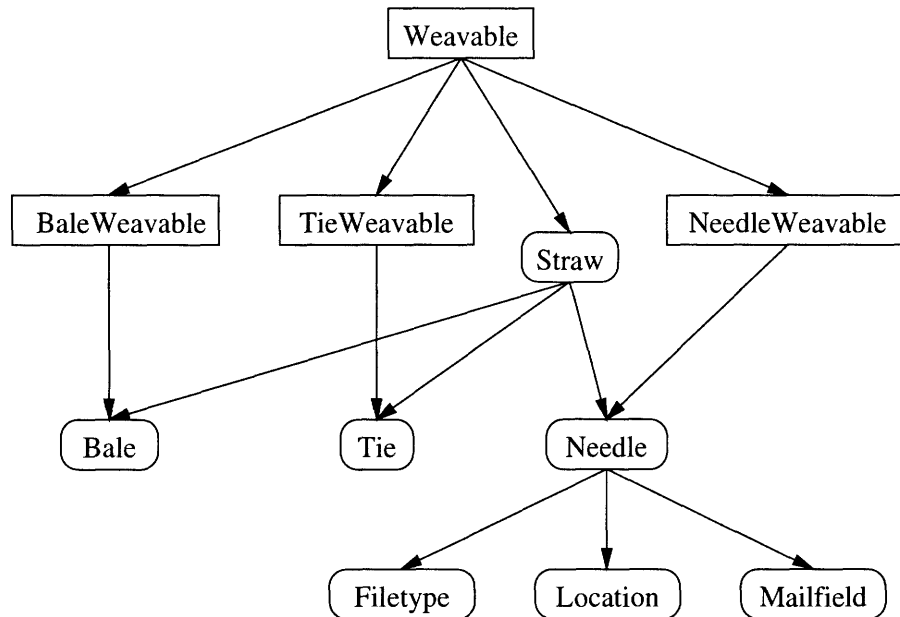 Weavable
BaleWeavable
TieWeavable
NeedleWeavable
Straw
Bale
Tie
Needle
Filetype
Location
Mailfield